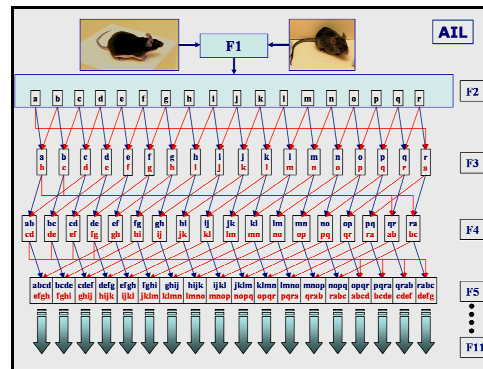 AIL
F1
a b c d e f g h i j k l m n o p q r
F2
a b c d e f g h i j k l m n o p q r
b c d e f g h i j k l m n o p q r a
F3
ab bc cd de ef fg gh hi ij jk kl lm mn no op pq qr ra
cd de ef fg gh hi ij jk kl lm mn no op pq qr ra ab bc
F4
abcd bcde cdef defg efgh fghi ghij hijk ijkl jklm klmn lmno mnop nopq opqr pqra qrab rabc
efgh fghi ghij hijk ijkl jklm klmn lmno mnop nopq opqr pqra qrab rabc abcd bcde cdef defg
F5
F11